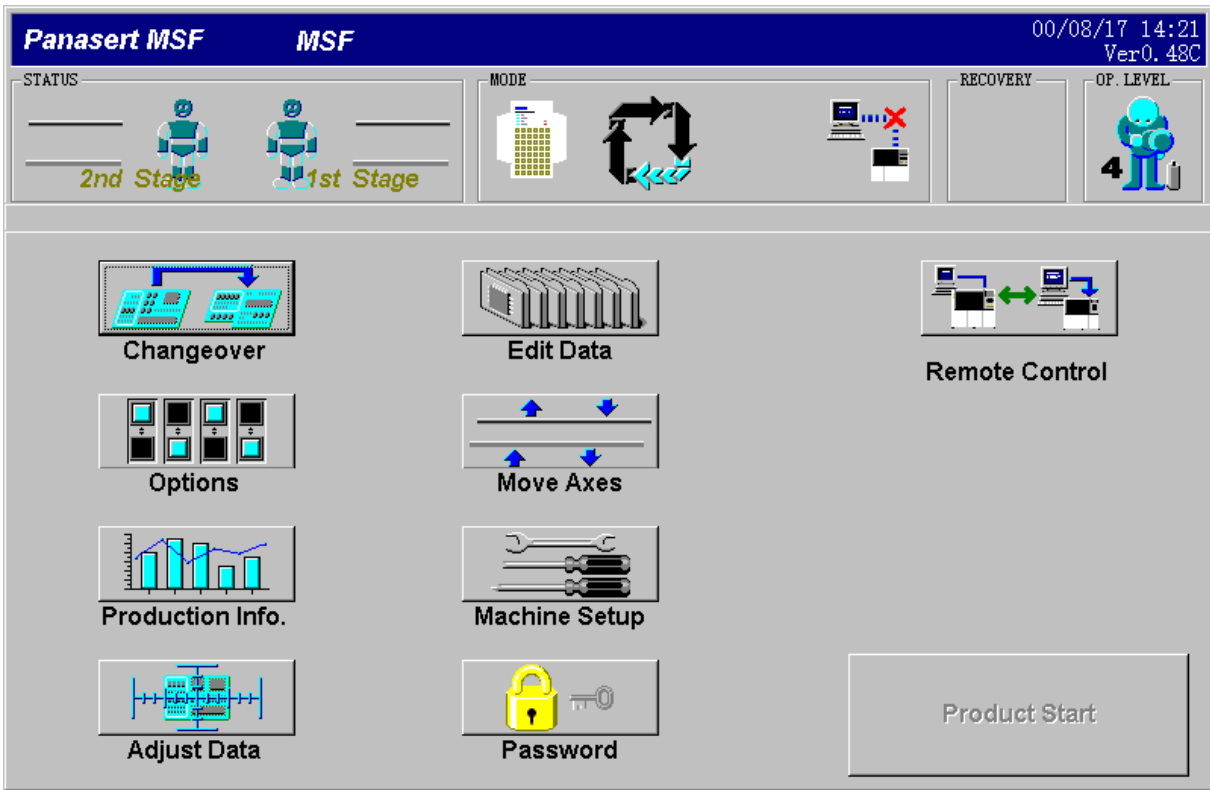 Panasert MSF MSF 00/08/17 14:21
Ver0.48C
STATUS MODE RECOVERY OP.LEVEL
4
2nd Stage 1st Stage
Changeover Edit Data
Remote Control
Options Move Axes
Production Info. Machine Setup
Product Start
Adjust Data Password